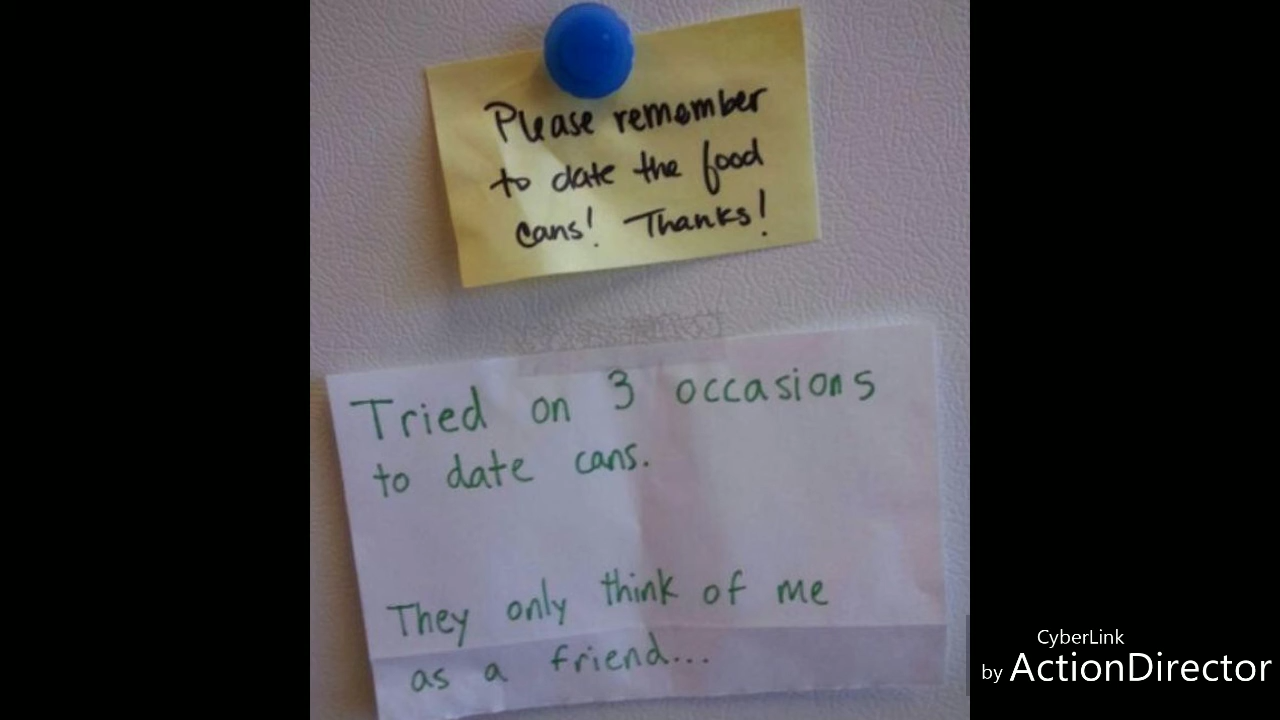 Please remember
to date the food
cans! Thanks!
Tried on 3 occasions
to date cans.
They only think of me
as a friend...
CyberLink
by ActionDirector